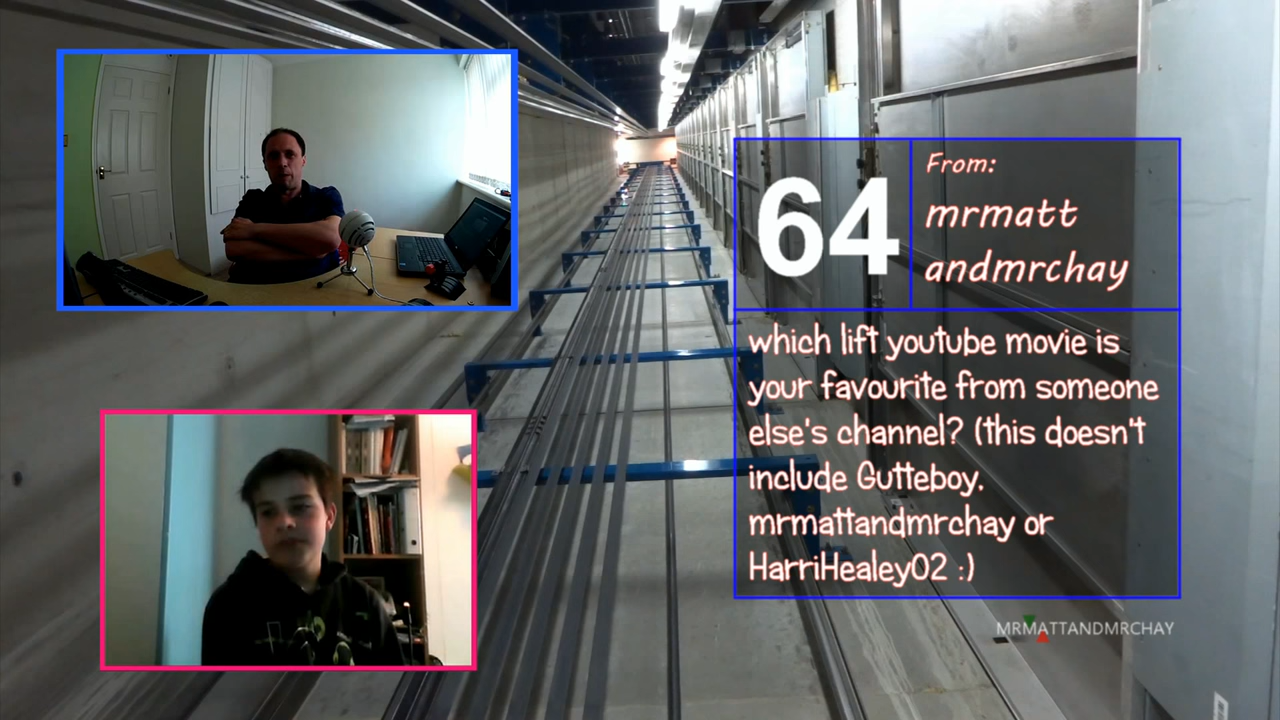 64
From:
mrmatt
andmrchay
which lift youtube movie is
your favourite from someone
else's channel? (this doesn't
include Gutteboy.
mrmattandmrchay or
HarriHealey02 :)
MRMATTANDMRCHAY